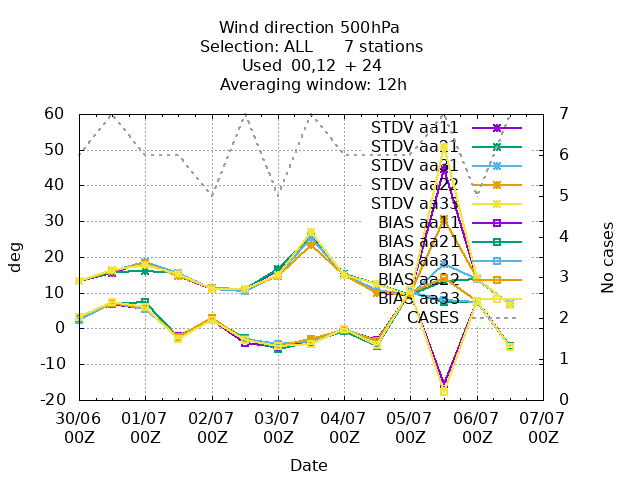 Wind direction 500hPa
Selection: ALL 7 stations
Used 00,12 + 24
Averaging window: 12h
60
50
40
30
20
10
0
-10
-20
deg
7
6
5
4
3
2
1
0
No cases
STDV aa11
STDV aa21
STDV aa31
STDV aa22
STDV aa33
BIAS aa11
BIAS aa21
BIAS aa31
BIAS aa22
BIAS aa33
CASES
30/06 01/07 02/07 03/07 04/07 05/07 06/07 07/07
00Z 00Z 00Z 00Z 00Z 00Z 00Z 00Z
Date